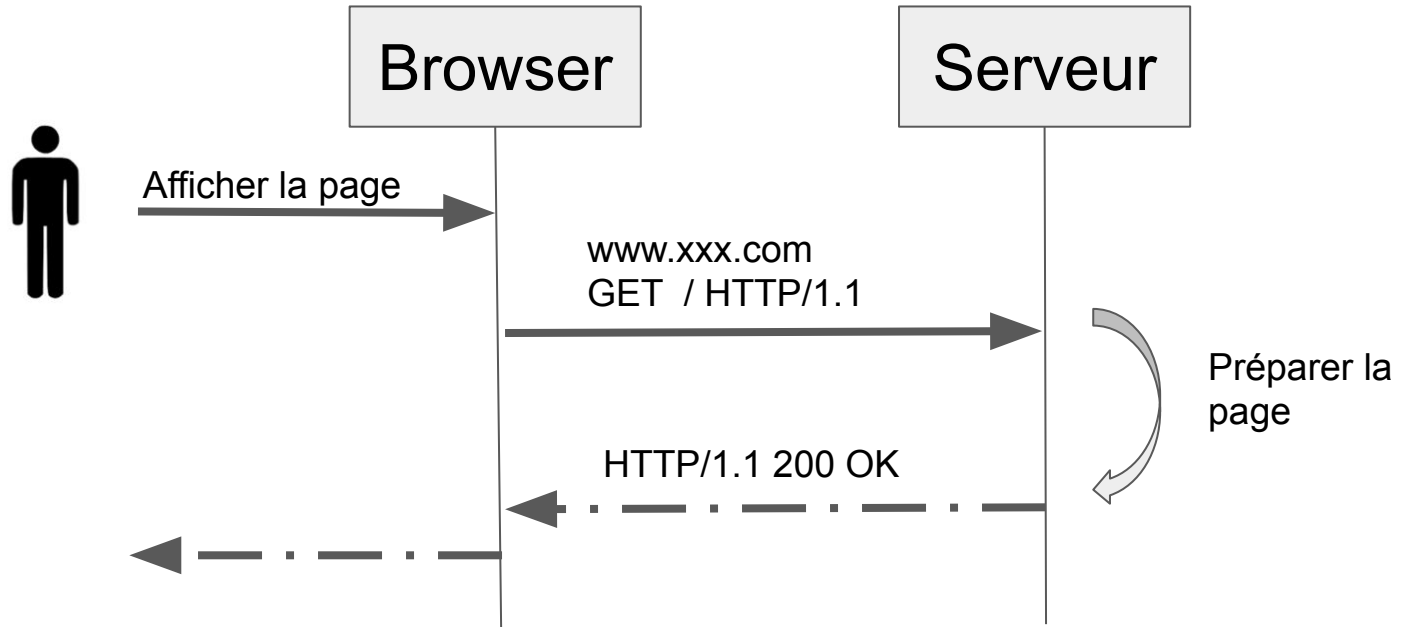 Browser
Serveur
Afficher la page
www.xxx.com
GET  / HTTP/1.1
Préparer la
page
HTTP/1.1 200 OK